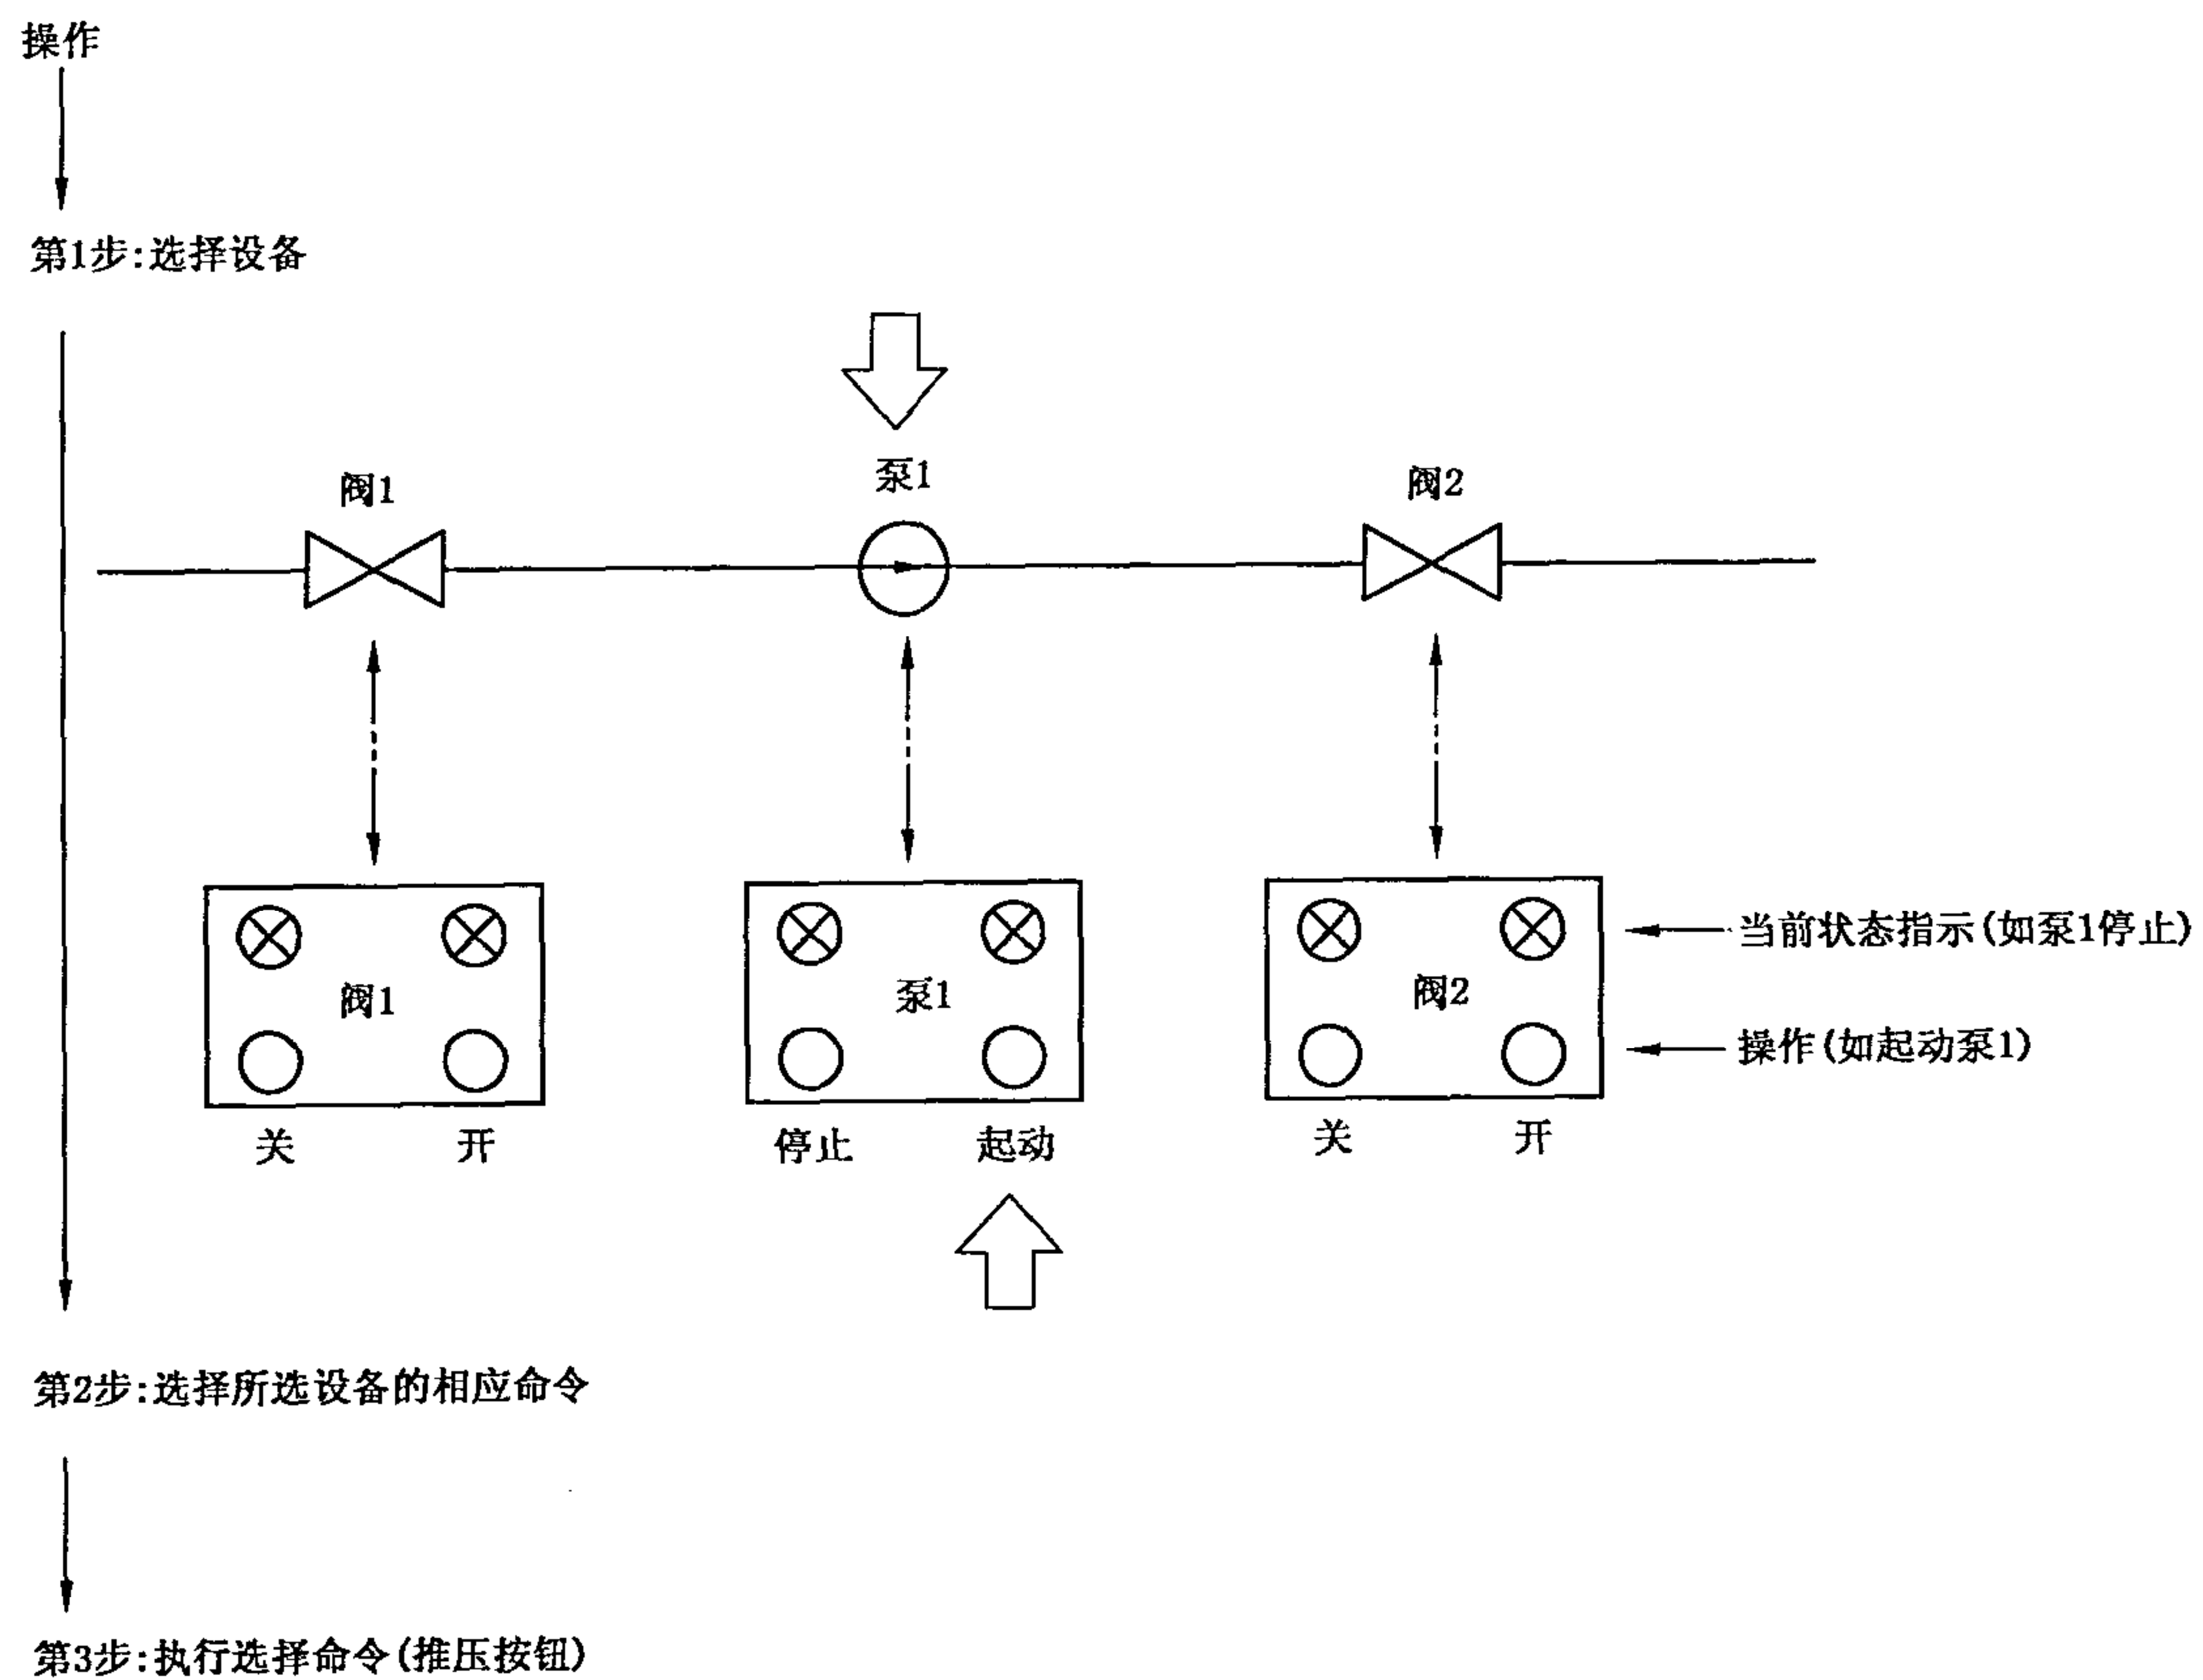 操作
第1步:选择设备
泵1
阀1
阀2
当前状态指示(如泵1停止)
阀1
泵1
阀2
操作(如起动泵1)
关
开
停止
起动
关
开
第2步:选择所选设备的相应命令
第3步:执行选择命令(推压按钮)